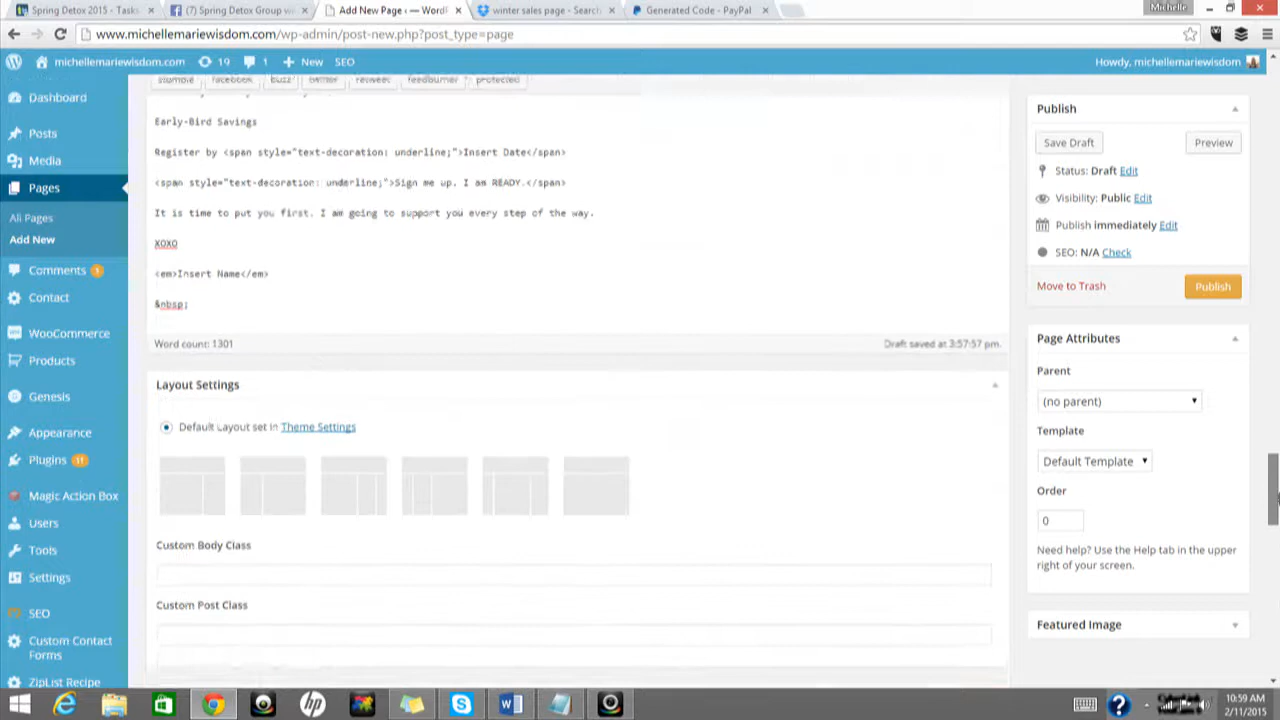 Spring Detox 2015 - Tasks
(7) Spring Detox Group w
Add New Page ‹ — Word
winter sales page - Search
Generated Code - PayPal
Michelle
www.michellemariewisdom.com/wp-admin/post-new.php?post_type=page
michellemariewisdom.com
19
1
New
SEO
Howdy, michellemariewisdom
stumble
facebook
buzz
twitter
retweet
feedburner
protected
Dashboard
Posts
Media
Pages
All Pages
Add New
Comments 1
Contact
WooCommerce
Products
Genesis
Appearance
Plugins 11
Magic Action Box
Users
Tools
Settings
SEO
Custom Contact
Forms
ZipList Recipe
Early-Bird Savings
Register by <span style="text-decoration: underline;">Insert Date</span>
<span style="text-decoration: underline;">Sign me up. I am READY.</span>
It is time to put you first. I am going to support you every step of the way.
XOXO
<em>Insert Name</em>
&nbsp;
Word count: 1301
Draft saved at 3:57:57 pm.
Layout Settings
Default Layout set in Theme Settings
Custom Body Class
Custom Post Class
Publish
Save Draft
Preview
Status: Draft Edit
Visibility: Public Edit
Publish immediately Edit
SEO: N/A Check
Move to Trash
Publish
Page Attributes
Parent
(no parent)
Template
Default Template
Order
0
Need help? Use the Help tab in the upper
right of your screen.
Featured Image
hp
10:59 AM
2/11/2015